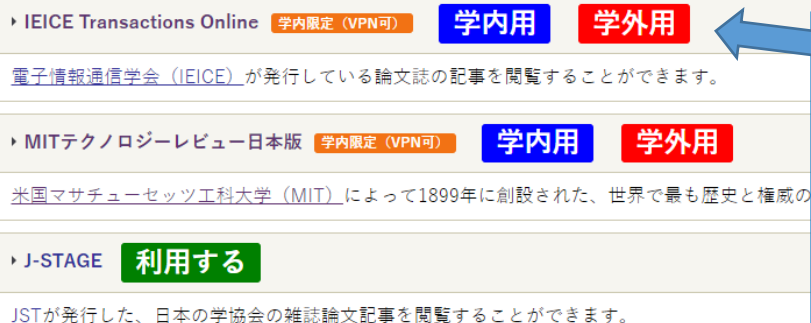 IEICE Transactions Online 学内限定（VPN可） 学内用 学外用
電子情報通信学会（IEICE）が発行している論文誌の記事を閲覧することができます。
MITテクノロジーレビュー日本版 学内限定（VPN可） 学内用 学外用
米国マサチューセッツ工科大学（MIT）によって1899年に創設された、世界で最も歴史と権威の
J-STAGE 利用する
JSTが発行した、日本の学協会の雑誌論文記事を閲覧することができます。